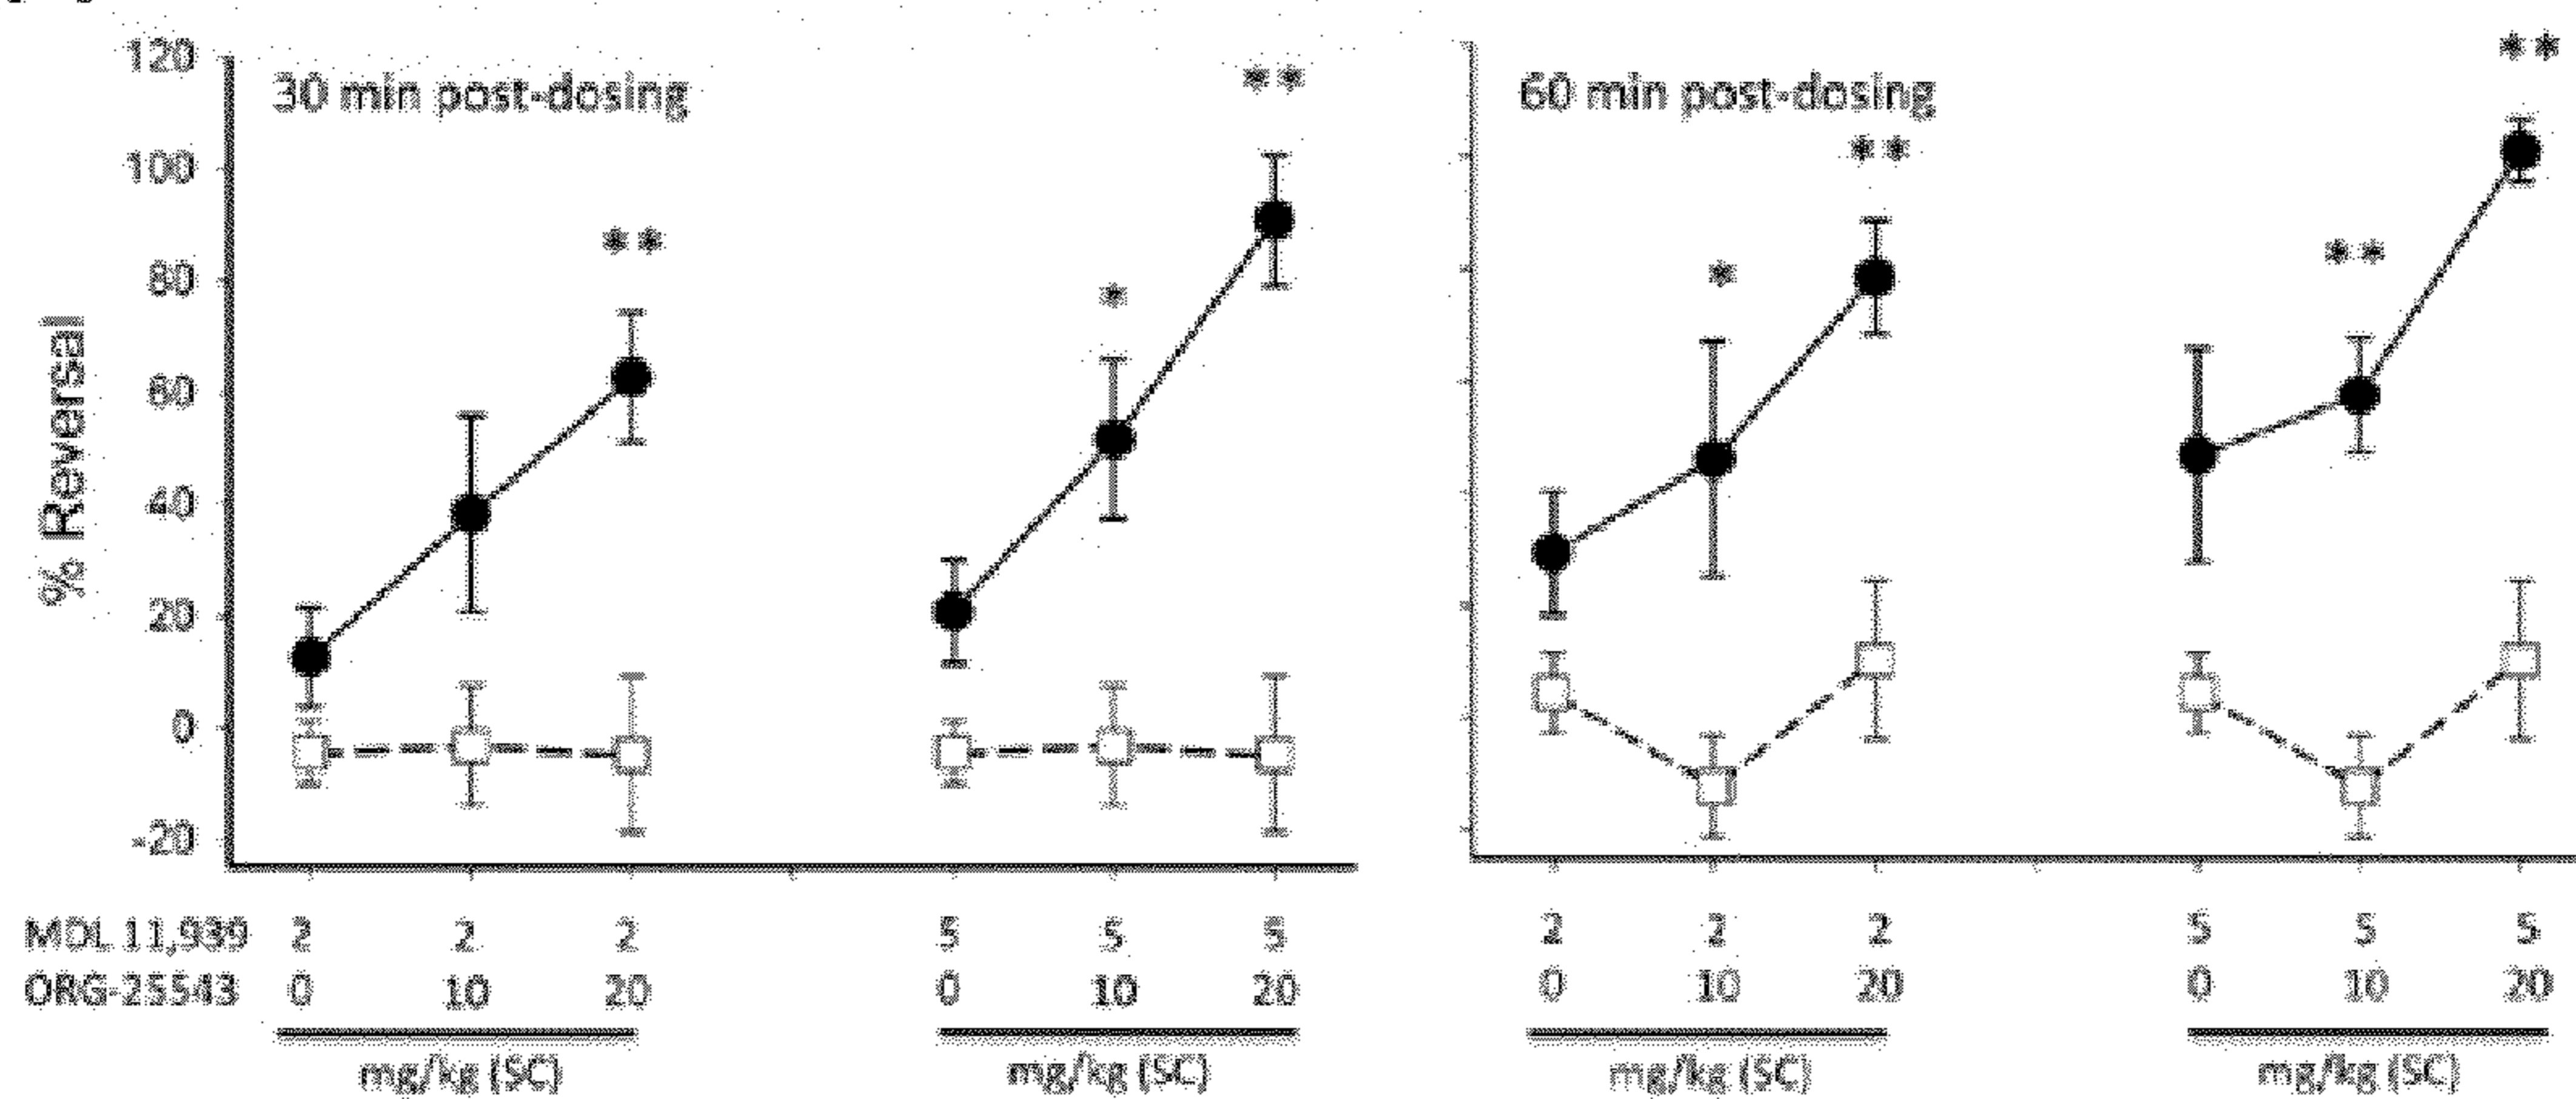 120
100
80
60
40
20
0
-20
% Reversal
30 min post-dosing
**
*
**
60 min post-dosing
*
**
**
**
MDL 11,939 2 2 2 5 5 5 2 2 2 5 5 5
ORG-25543 0 10 20 0 10 20 0 10 20 0 10 20
mg/kg (SC) mg/kg (SC) mg/kg (SC) mg/kg (SC)